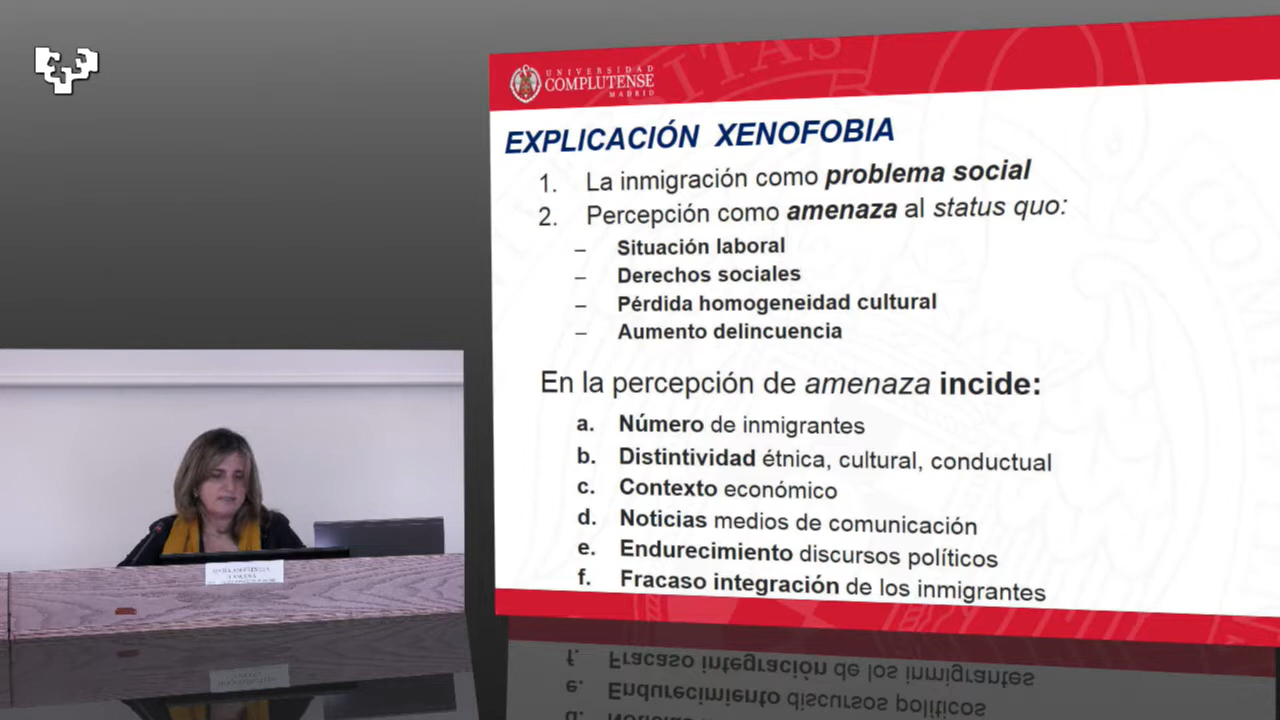 UNIVERSIDAD
COMPLUTENSE
MADRID
EXPLICACIÓN XENOFOBIA
1. La inmigración como problema social
2. Percepción como amenaza al status quo:
– Situación laboral
– Derechos sociales
– Pérdida homogeneidad cultural
– Aumento delincuencia
En la percepción de amenaza incide:
a. Número de inmigrantes
b. Distintividad étnica, cultural, conductual
c. Contexto económico
d. Noticias medios de comunicación
e. Endurecimiento discursos políticos
f. Fracaso integración de los inmigrantes